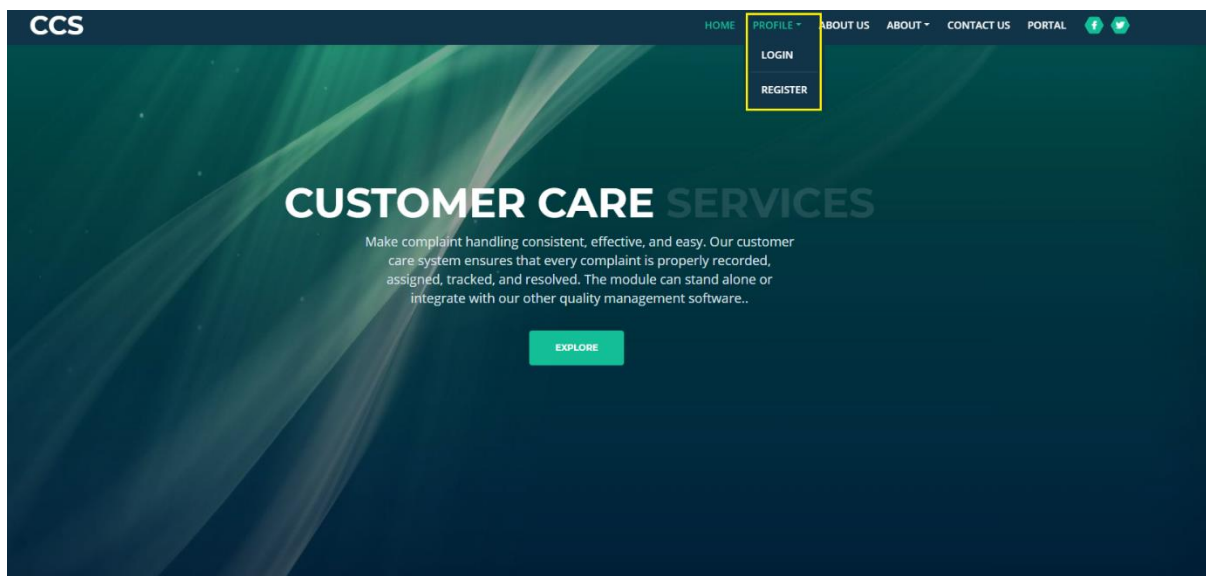 CCS
HOME PROFILE ABOUT US ABOUT CONTACT US PORTAL
LOGIN
REGISTER
CUSTOMER CARE SERVICES
Make complaint handling consistent, effective, and easy. Our customer
care system ensures that every complaint is properly recorded,
assigned, tracked, and resolved. The module can stand alone or
integrate with our other quality management software..
EXPLORE